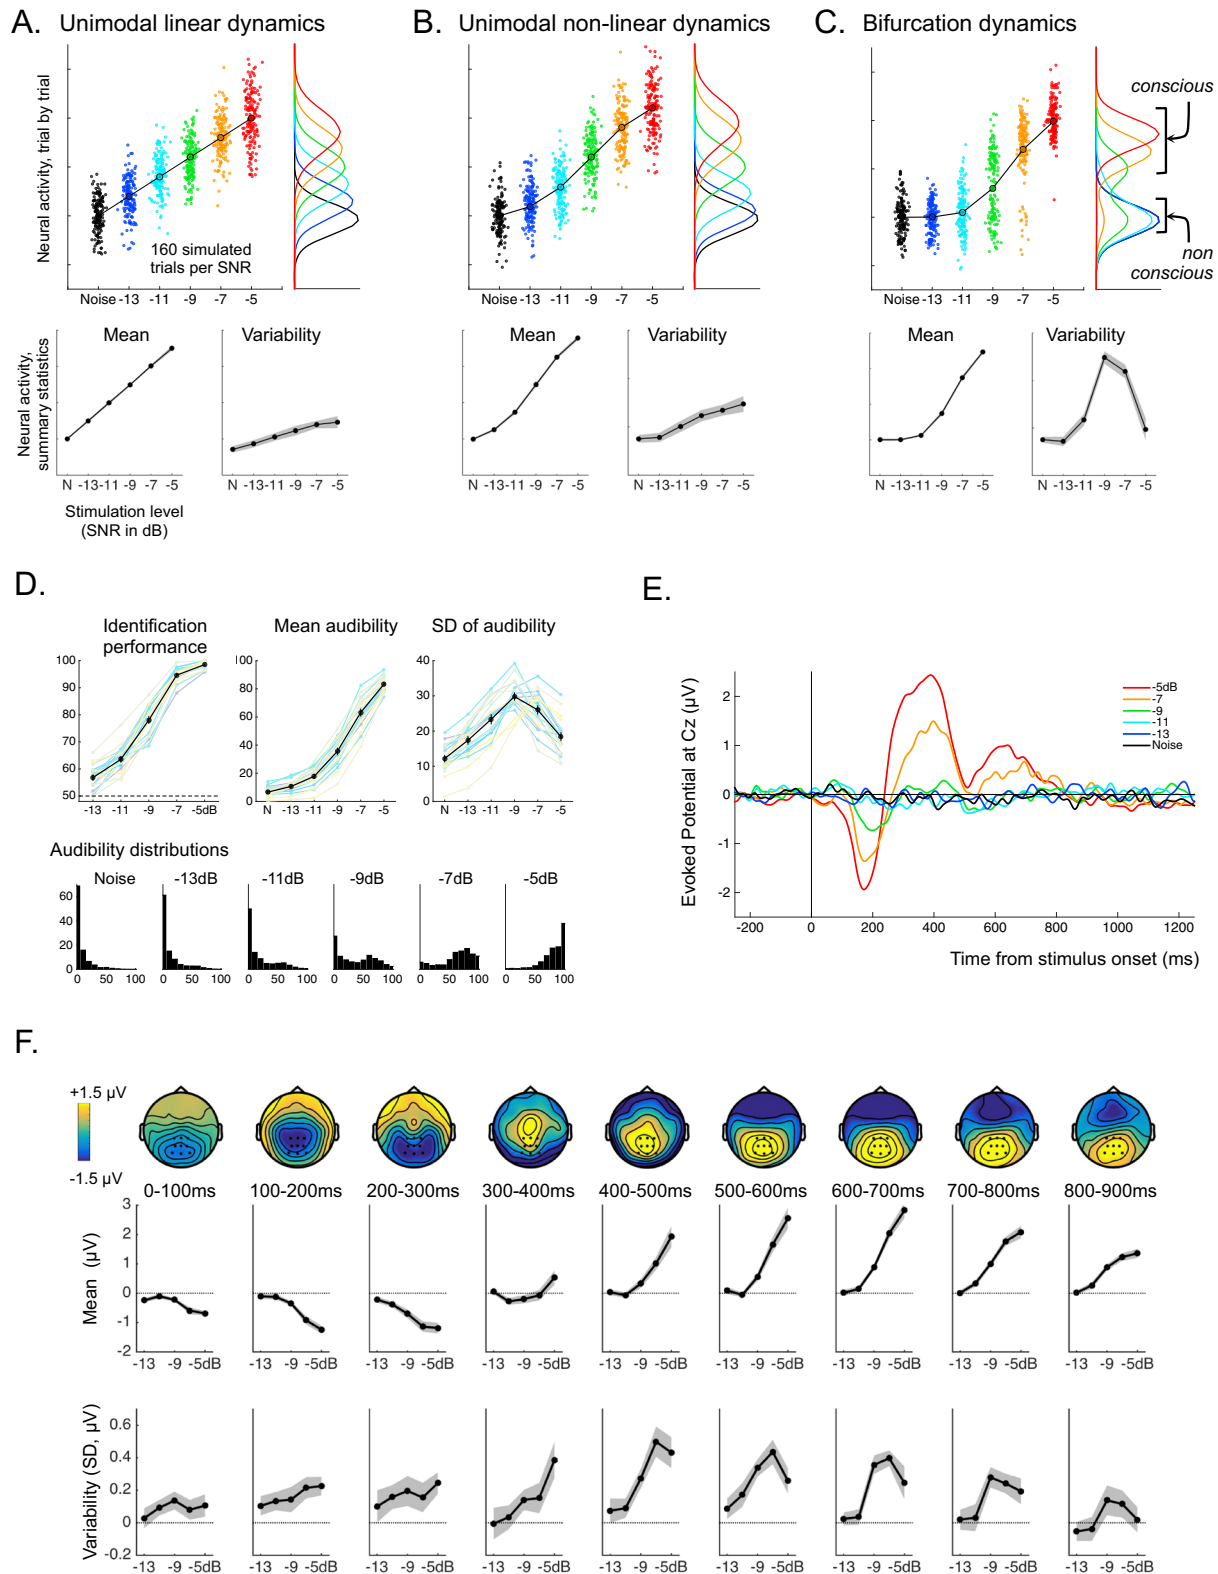 A. Unimodal linear dynamics
Neural activity, trial by trial
160 simulated
trials per SNR
Noise -13 -11 -9 -7 -5
Mean
Variability
Neural activity,
summary statistics
N -13 -11 -9 -7 -5
N -13 -11 -9 -7 -5
Stimulation level
(SNR in dB)
B. Unimodal non-linear dynamics
Noise -13 -11 -9 -7 -5
Mean
Variability
N -13 -11 -9 -7 -5
N -13 -11 -9 -7 -5
C. Bifurcation dynamics
conscious
non
conscious
Noise -13 -11 -9 -7 -5
Mean
Variability
N -13 -11 -9 -7 -5
N -13 -11 -9 -7 -5
D.
Identification
performance
100
90
80
70
60
50
-13 -11 -9 -7 5dB
Mean audibility
100
80
60
40
20
0
N -13 -11 -9 -7 -5
SD of audibility
40
30
20
10
0
N -13 -11 -9 -7 -5
Audibility distributions
Noise
-13dB
-11dB
-9dB
-7dB
-5dB
60
40
20
0
0 50 100
0 50 100
0 50 100
0 50 100
0 50 100
0 50 100
E.
Evoked Potential at Cz (µV)
2
1
0
-1
-2
-5dB
-7
-9
-11
-13
Noise
-200 0 200 400 600 800 1000 1200
Time from stimulus onset (ms)
F.
+1.5 µV
-1.5 µV
0-100ms 100-200ms 200-300ms 300-400ms 400-500ms 500-600ms 600-700ms 700-800ms 800-900ms
Mean (µV)
3
2
1
0
-1
-2
-13 -9 -5dB
-13 -9 -5dB
-13 -9 -5dB
-13 -9 -5dB
-13 -9 -5dB
-13 -9 -5dB
-13 -9 -5dB
-13 -9 -5dB
-13 -9 -5dB
Variability (SD, µV)
0.6
0.4
0.2
0
-0.2
-13 -9 -5dB
-13 -9 -5dB
-13 -9 -5dB
-13 -9 -5dB
-13 -9 -5dB
-13 -9 -5dB
-13 -9 -5dB
-13 -9 -5dB
-13 -9 -5dB